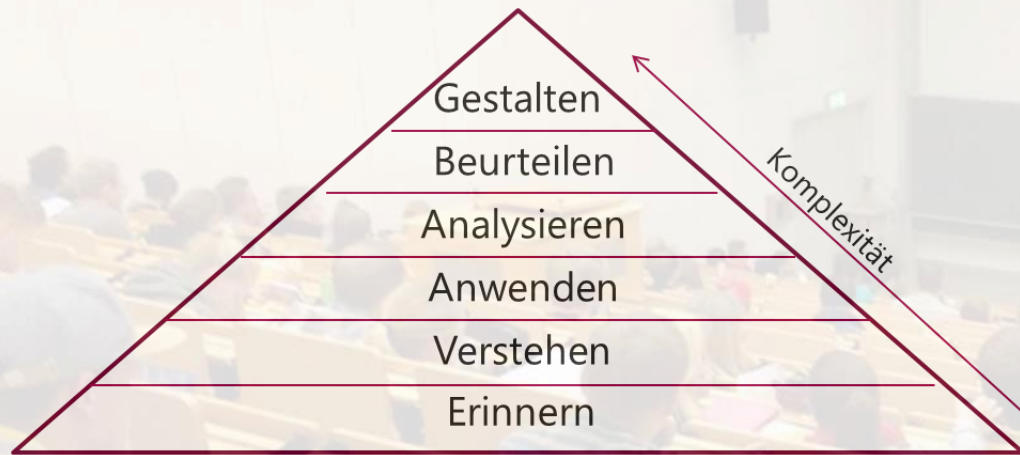 Gestalten
Beurteilen
Analysieren
Anwenden
Verstehen
Erinnern
Komplexität